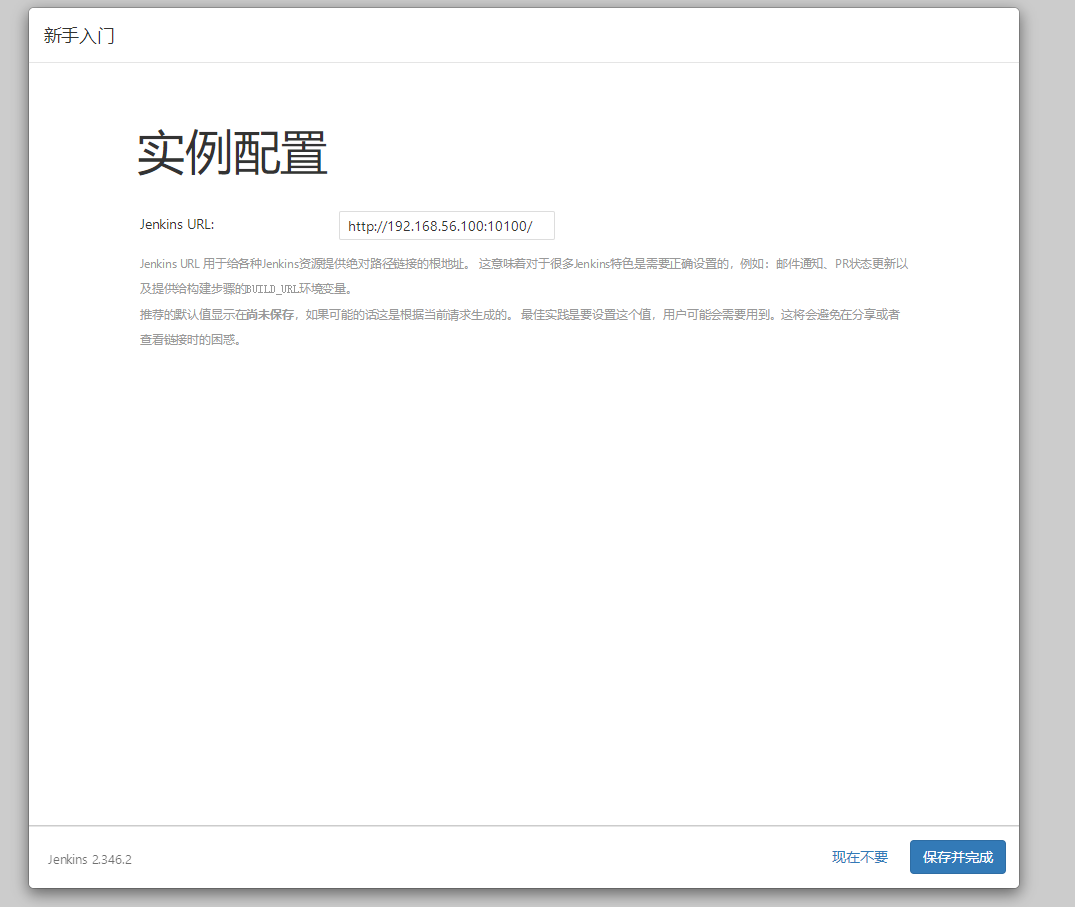 新手入门
实例配置
Jenkins URL: http://192.168.56.100:10100/
Jenkins URL 用于给各种Jenkins资源提供绝对路径链接的根地址。 这意味着对于很多Jenkins特色是需要正确设置的，例如：邮件通知、PR状态更新以
及提供给构建步骤的BUILD_URL环境变量。
推荐的默认值显示在尚未保存，如果可能的话这是根据当前请求生成的。 最佳实践是要设置这个值，用户可能会需要用到。这将会避免在分享或者
查看链接时的困惑。
Jenkins 2.346.2 现在不要 保存并完成